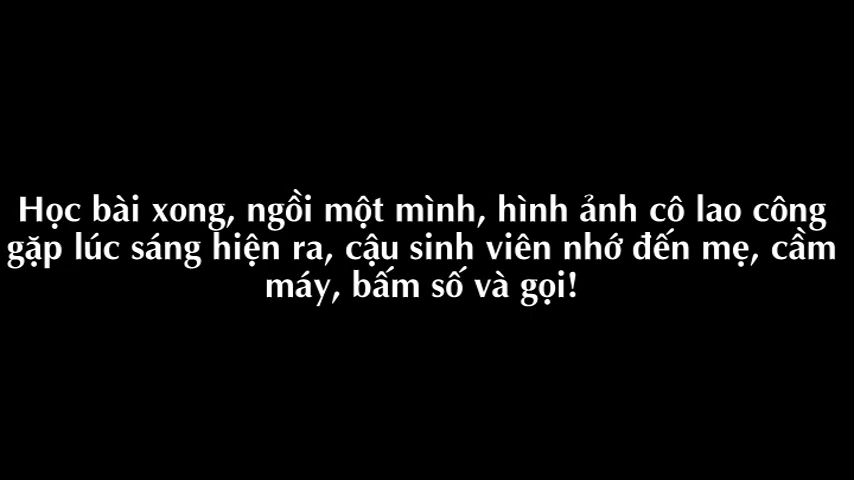 Học bài xong, ngồi một mình, hình ảnh cô lao công
gặp lúc sáng hiện ra, cậu sinh viên nhớ đến mẹ, cầm
máy, bấm số và gọi!